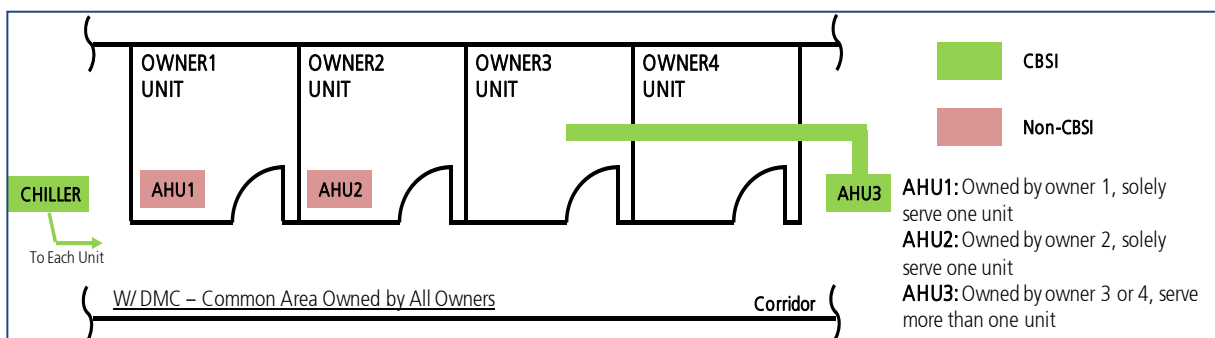 OWNER1
UNIT
OWNER2
UNIT
OWNER3
UNIT
OWNER4
UNIT
CBSI
Non-CBSI
CHILLER
AHU1
AHU2
AHU3
To Each Unit
AHU1: Owned by owner 1, solely
serve one unit
AHU2: Owned by owner 2, solely
serve one unit
AHU3: Owned by owner 3 or 4, serve
more than one unit
W/ DMC – Common Area Owned by All Owners
Corridor